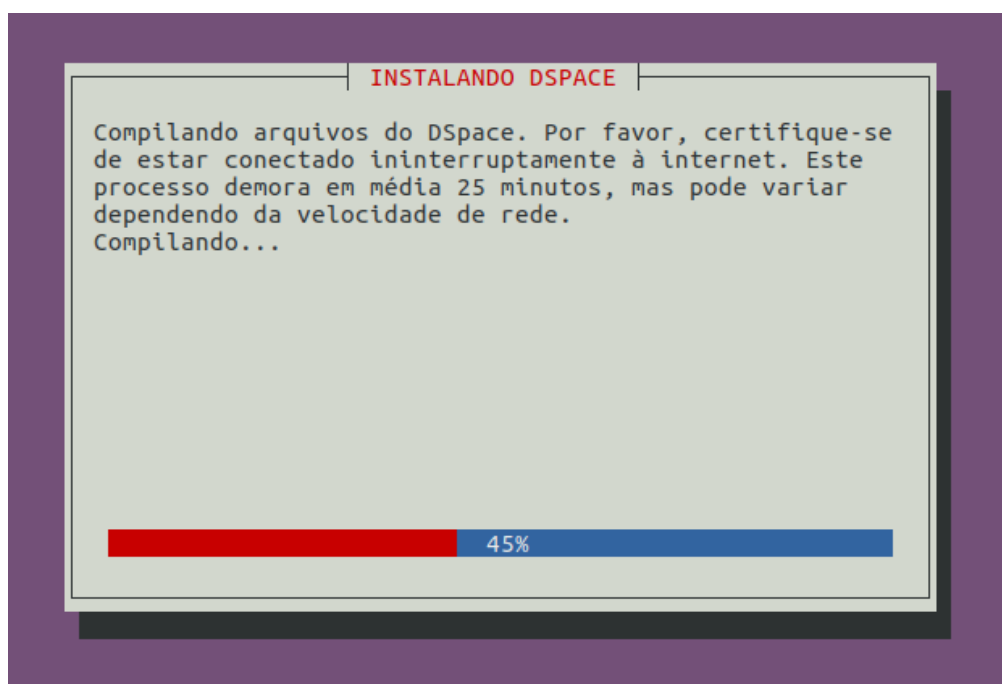 INSTALANDO DSPACE
Compilando arquivos do DSpace. Por favor, certifique-se
de estar conectado ininterruptamente à internet. Este
processo demora em média 25 minutos, mas pode variar
dependendo da velocidade de rede.
Compilando...
45%